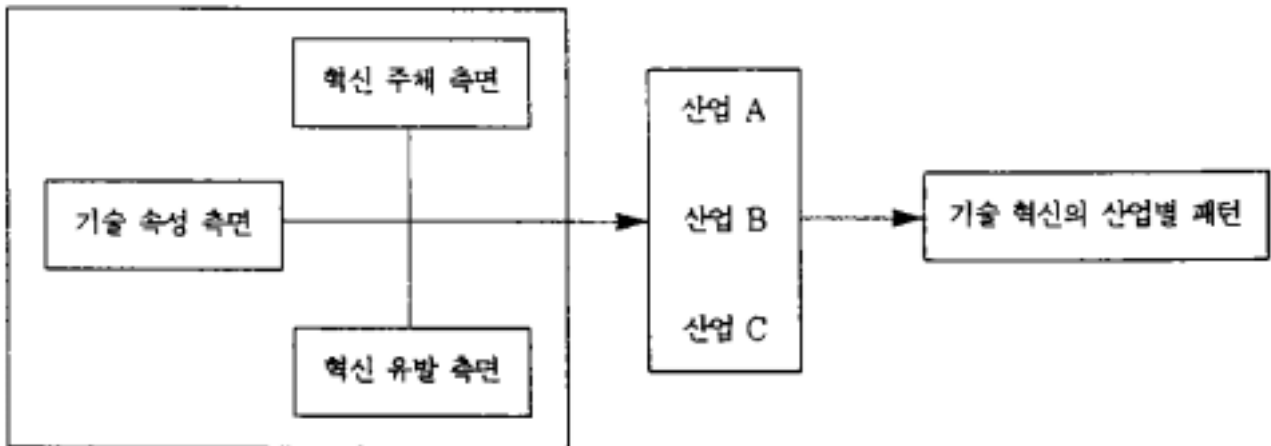 혁신 주체 측면
기술 속성 측면
혁신 유발 측면
산업 A
산업 B
산업 C
기술 혁신의 산업별 패턴